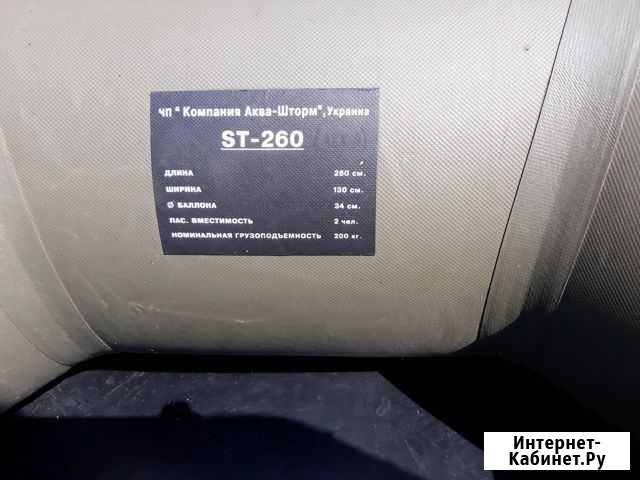 ЧП "Компания Аква-Шторм", Украина
ST-260
ДЛИНА 260 см.
ШИРИНА 130 см.
Ø БАЛЛОНА 34 см.
ПАС. ВМЕСТИМОСТЬ 2 чел.
НОМИНАЛЬНАЯ ГРУЗОПОДЪЕМНОСТЬ 200 кг.
Интернет-
Кабинет.Ру